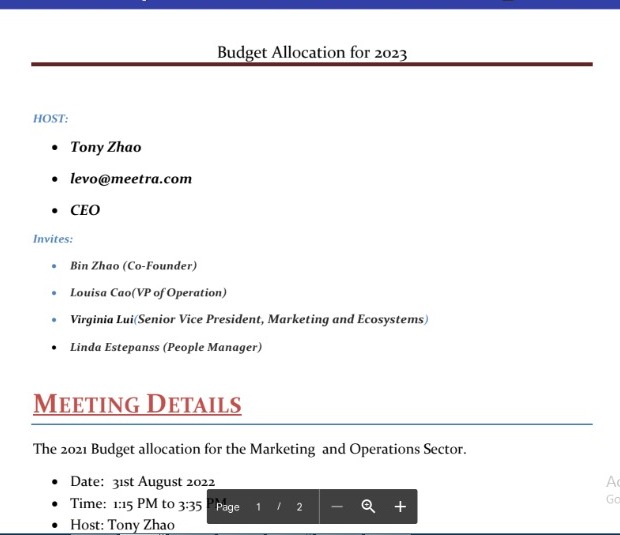 Budget Allocation for 2023
HOST:
• Tony Zhao
• levo@meetra.com
• CEO
Invites:
• Bin Zhao (Co-Founder)
• Louisa Cao(VP of Operation)
• Virginia Lui(Senior Vice President, Marketing and Ecosystems)
• Linda Estepanss (People Manager)
MEETING DETAILS
The 2021 Budget allocation for the Marketing and Operations Sector.
• Date: 31st August 2022
• Time: 1:15 PM to 3:35 PM
• Host: Tony Zhao
Page 1 / 2